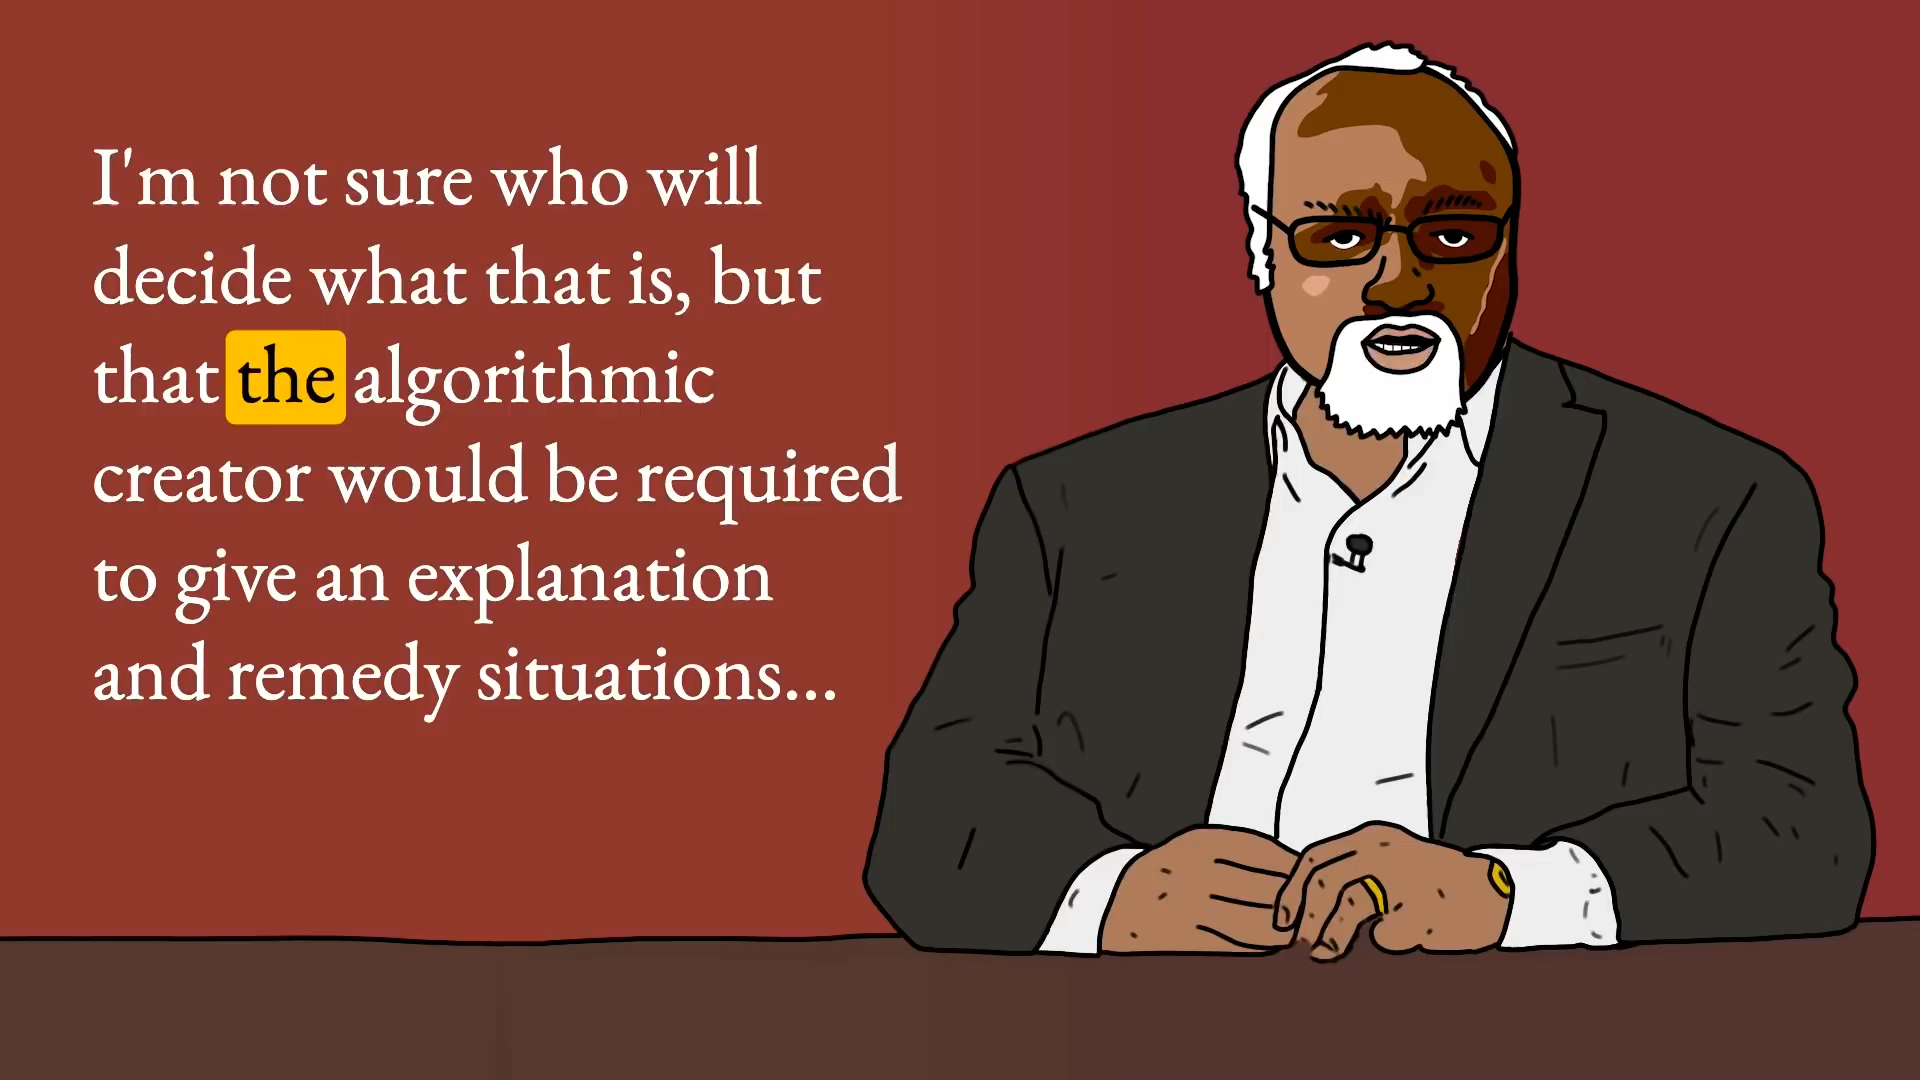 I'm not sure who will
decide what that is, but
that the algorithmic
creator would be required
to give an explanation
and remedy situations...